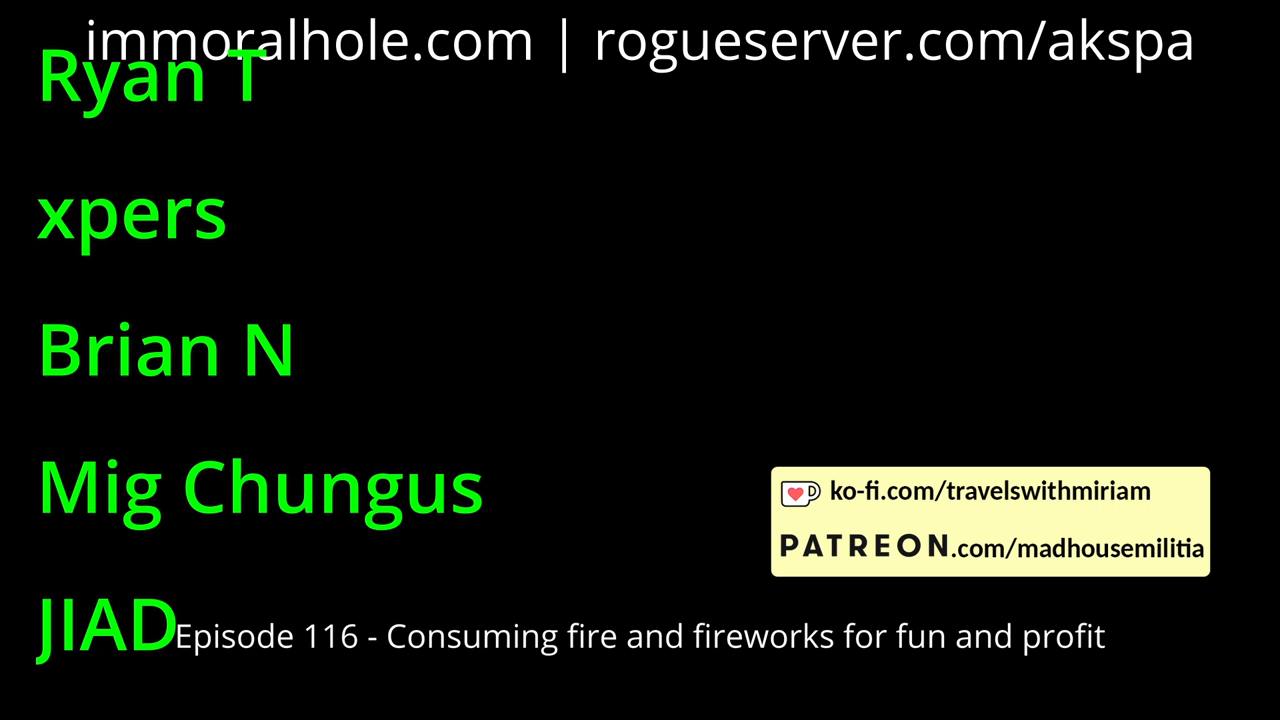 immoralhole.com | rogueserver.com/akspa
Ryan T
xpers
Brian N
Mig Chungus
ko-fi.com/travelswithmiriam
PATREON.com/madhousemilitia
JIAD
Episode 116 - Consuming fire and fireworks for fun and profit